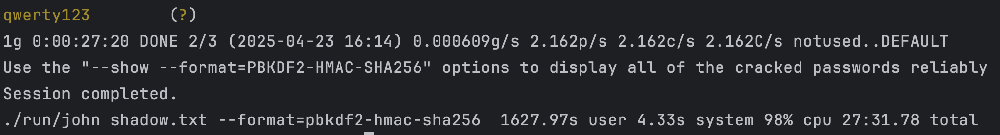 qwerty123        (?)
1g 0:00:27:20 DONE 2/3 (2025-04-23 16:14) 0.000609g/s 2.162p/s 2.162c/s 2.162C/s notused..DEFAULT
Use the "--show --format=PBKDF2-HMAC-SHA256" options to display all of the cracked passwords reliably
Session completed.
./run/john shadow.txt --format=pbkdf2-hmac-sha256  1627.97s user 4.33s system 98% cpu 27:31.78 total